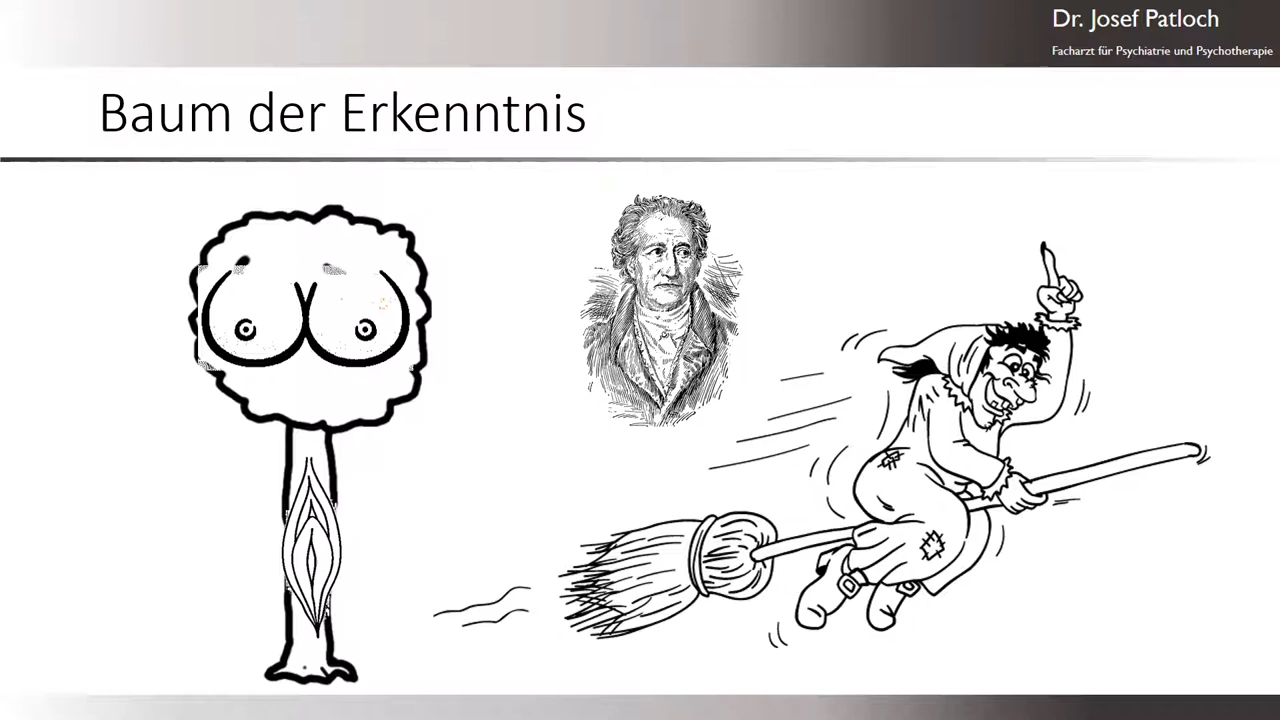 Dr. Josef Patloch
Facharzt für Psychiatrie und Psychotherapie
Baum der Erkenntnis